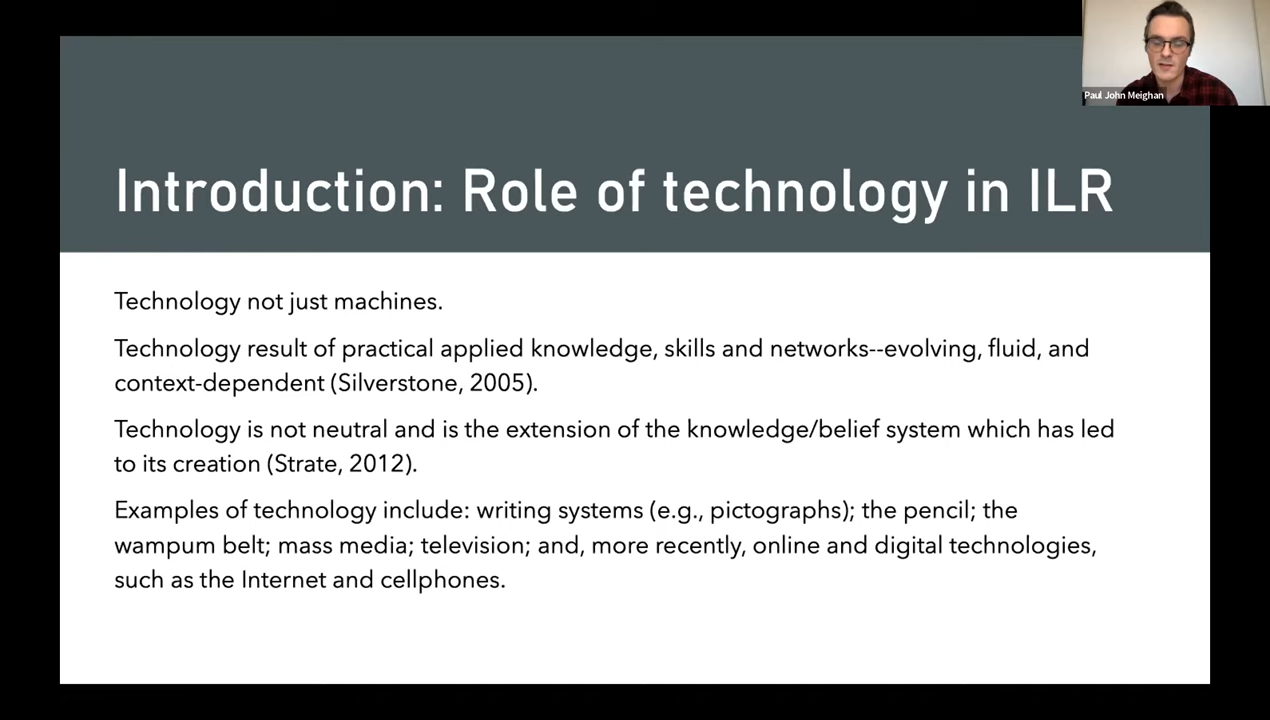 Paul John Meighan
Introduction: Role of technology in ILR
Technology not just machines.
Technology result of practical applied knowledge, skills and networks--evolving, fluid, and
context-dependent (Silverstone, 2005).
Technology is not neutral and is the extension of the knowledge/belief system which has led
to its creation (Strate, 2012).
Examples of technology include: writing systems (e.g., pictographs); the pencil; the
wampum belt; mass media; television; and, more recently, online and digital technologies,
such as the Internet and cellphones.